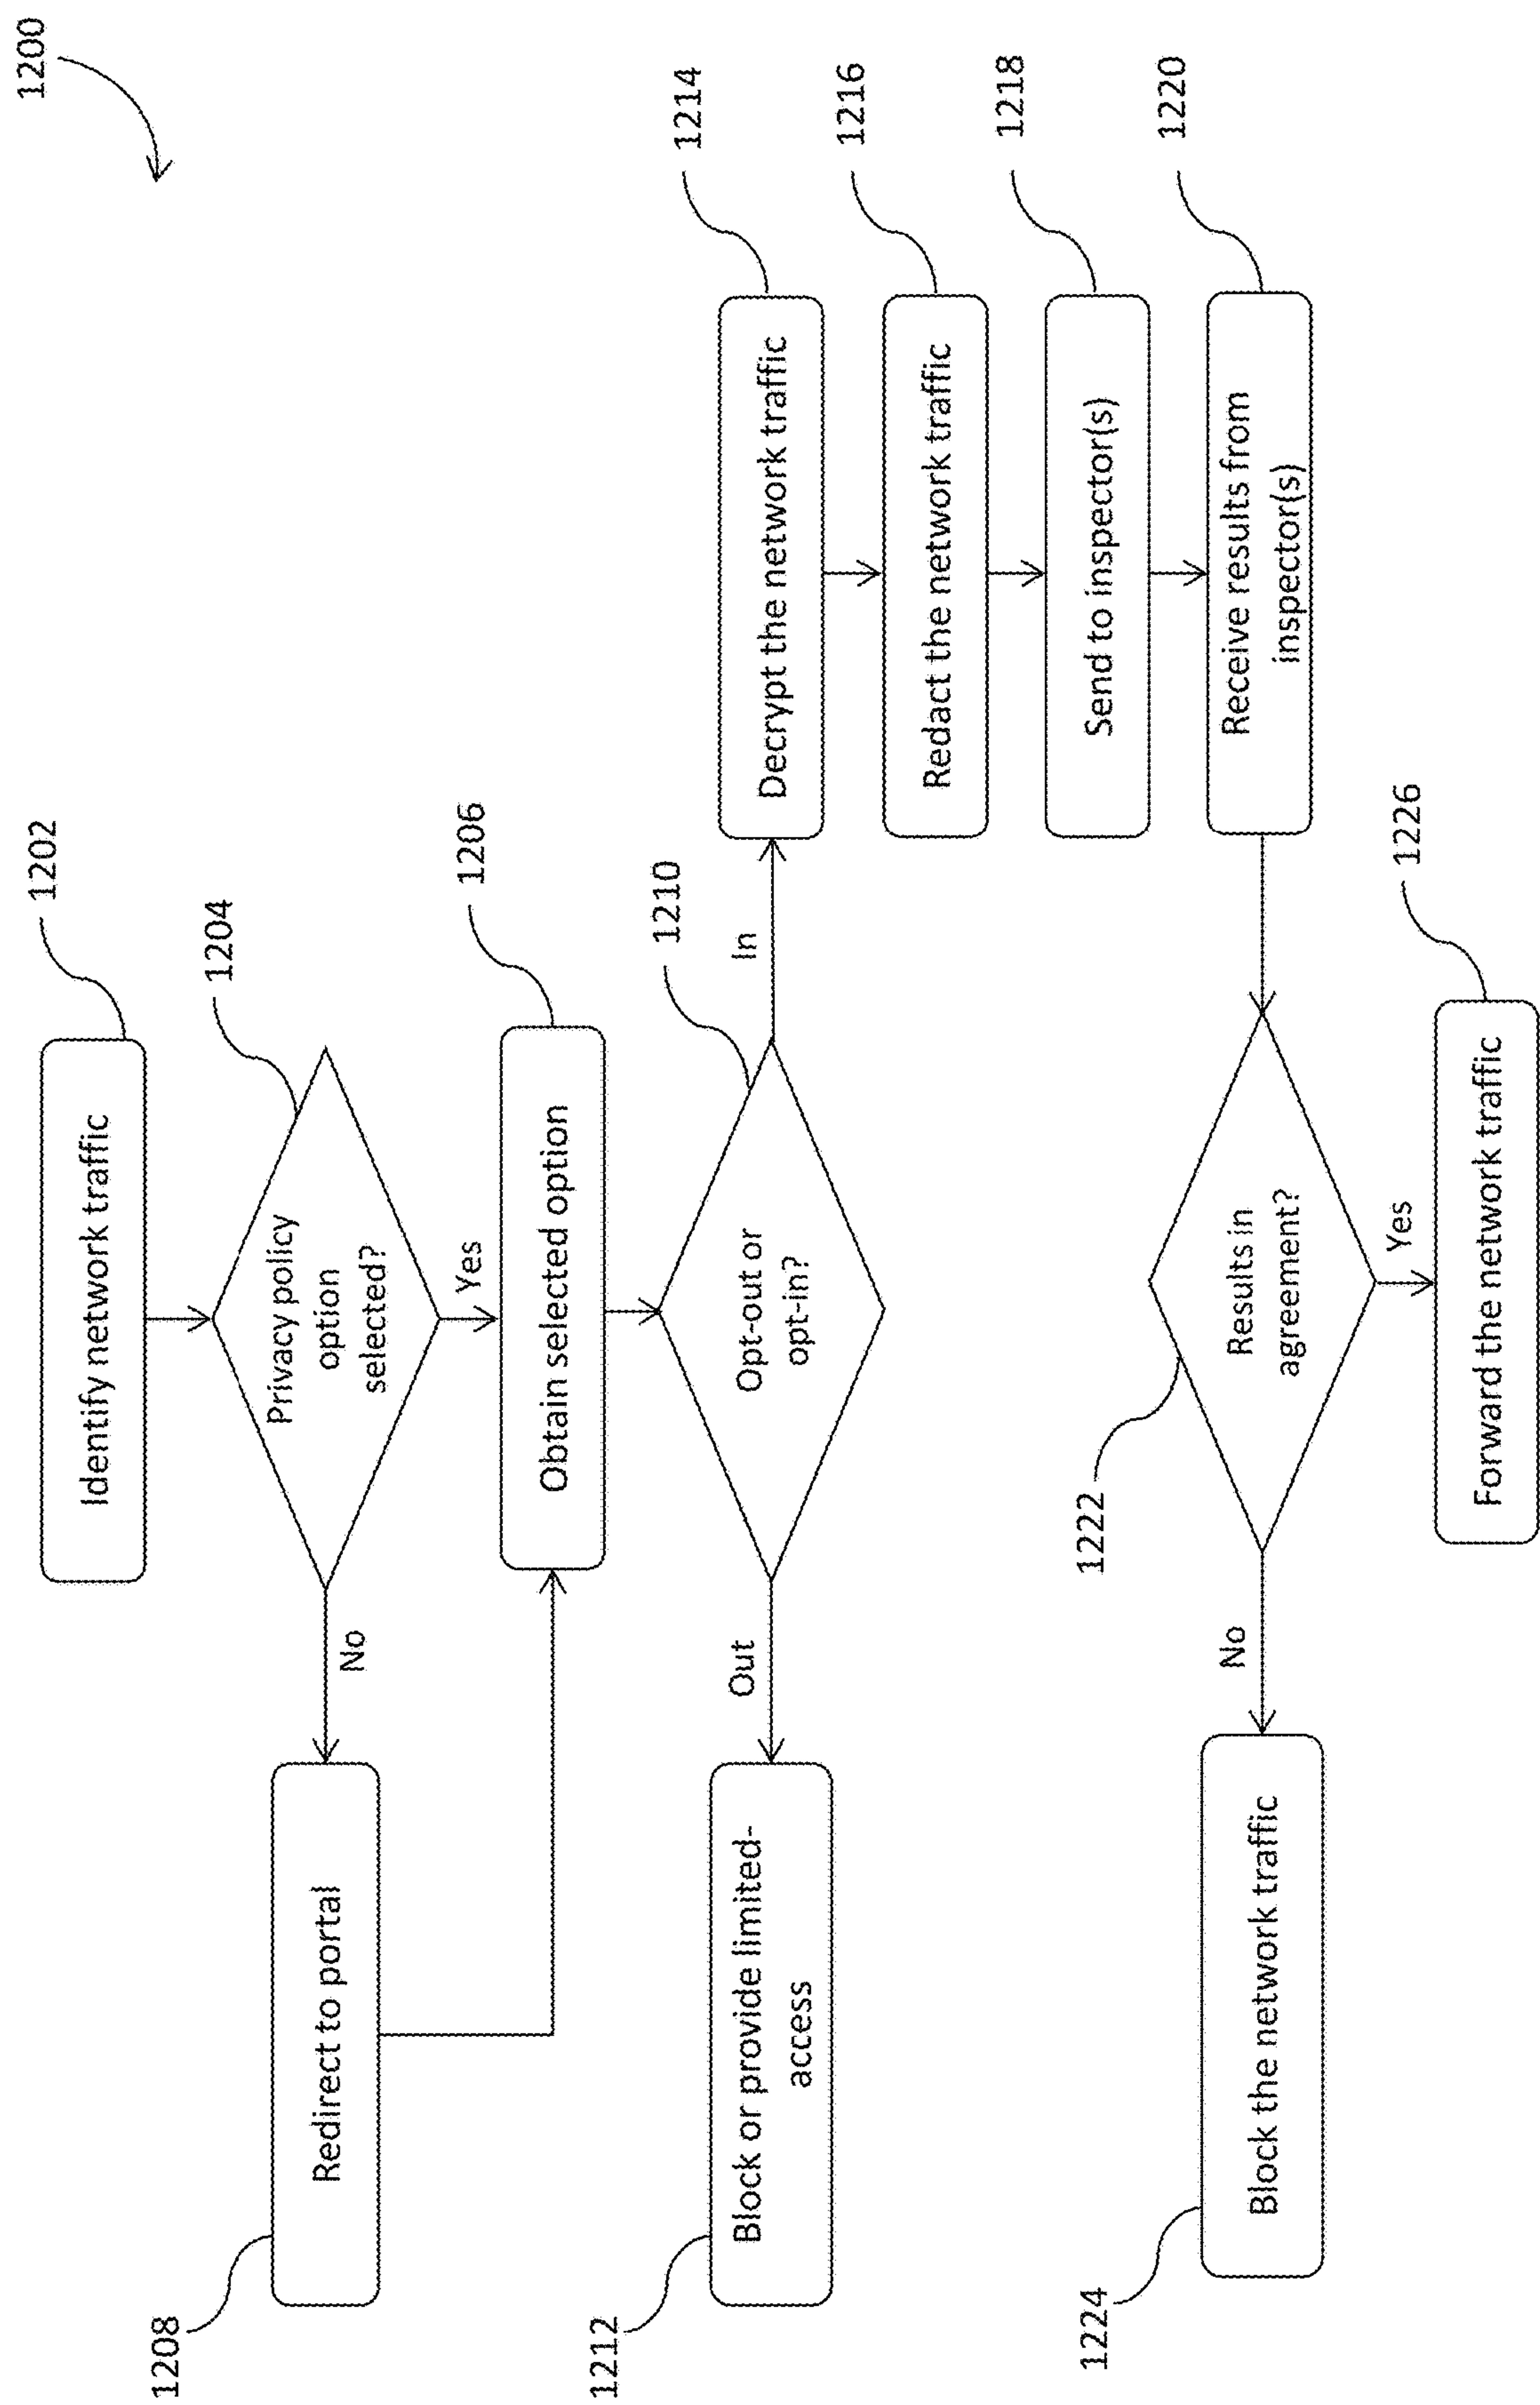 1200
1202
Identify network traffic
1204
Privacy policy
option
selected?
No
Yes
1208
Redirect to portal
1206
Obtain selected option
1210
Opt-out or
opt-in?
Out
In
1212
Block or provide limited-
access
1214
Decrypt the network traffic
1216
Redact the network traffic
1218
Send to inspector(s)
1220
Receive results from
inspector(s)
1222
Results in
agreement?
No
Yes
1224
Block the network traffic
1226
Forward the network traffic